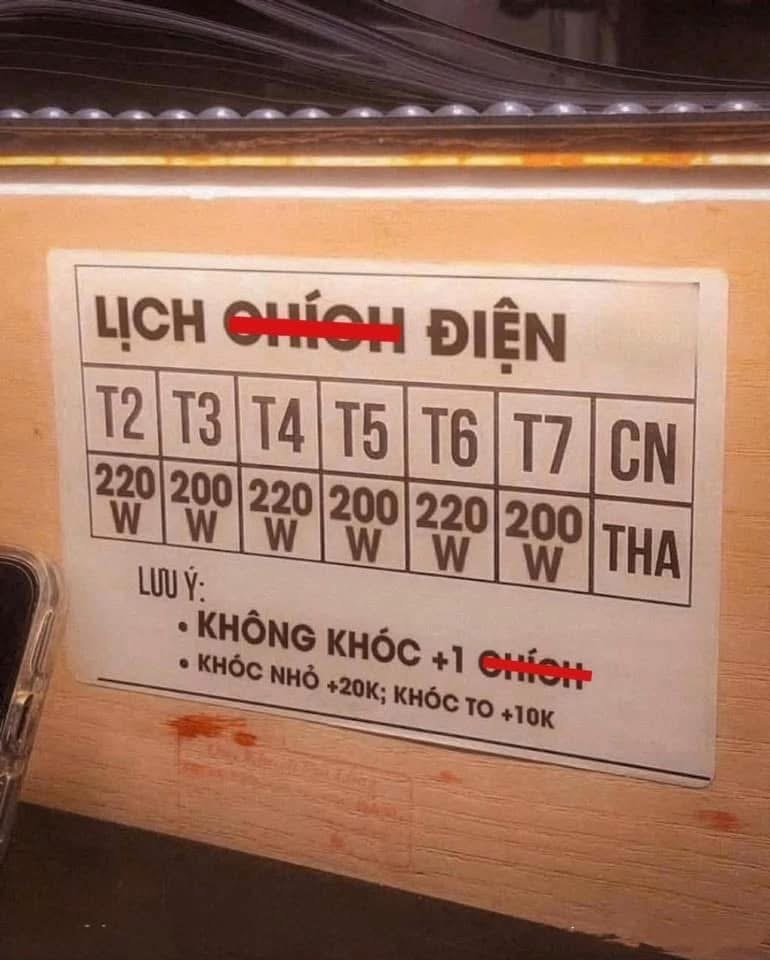 LỊCH CHÍCH ĐIỆN
T2 T3 T4 T5 T6 T7 CN
220 W 200 W 220 W 200 W 220 W 200 W THA
LƯU Ý:
• KHÔNG KHÓC +1 CHÍCH
• KHÓC NHỎ +20K; KHÓC TO +10K